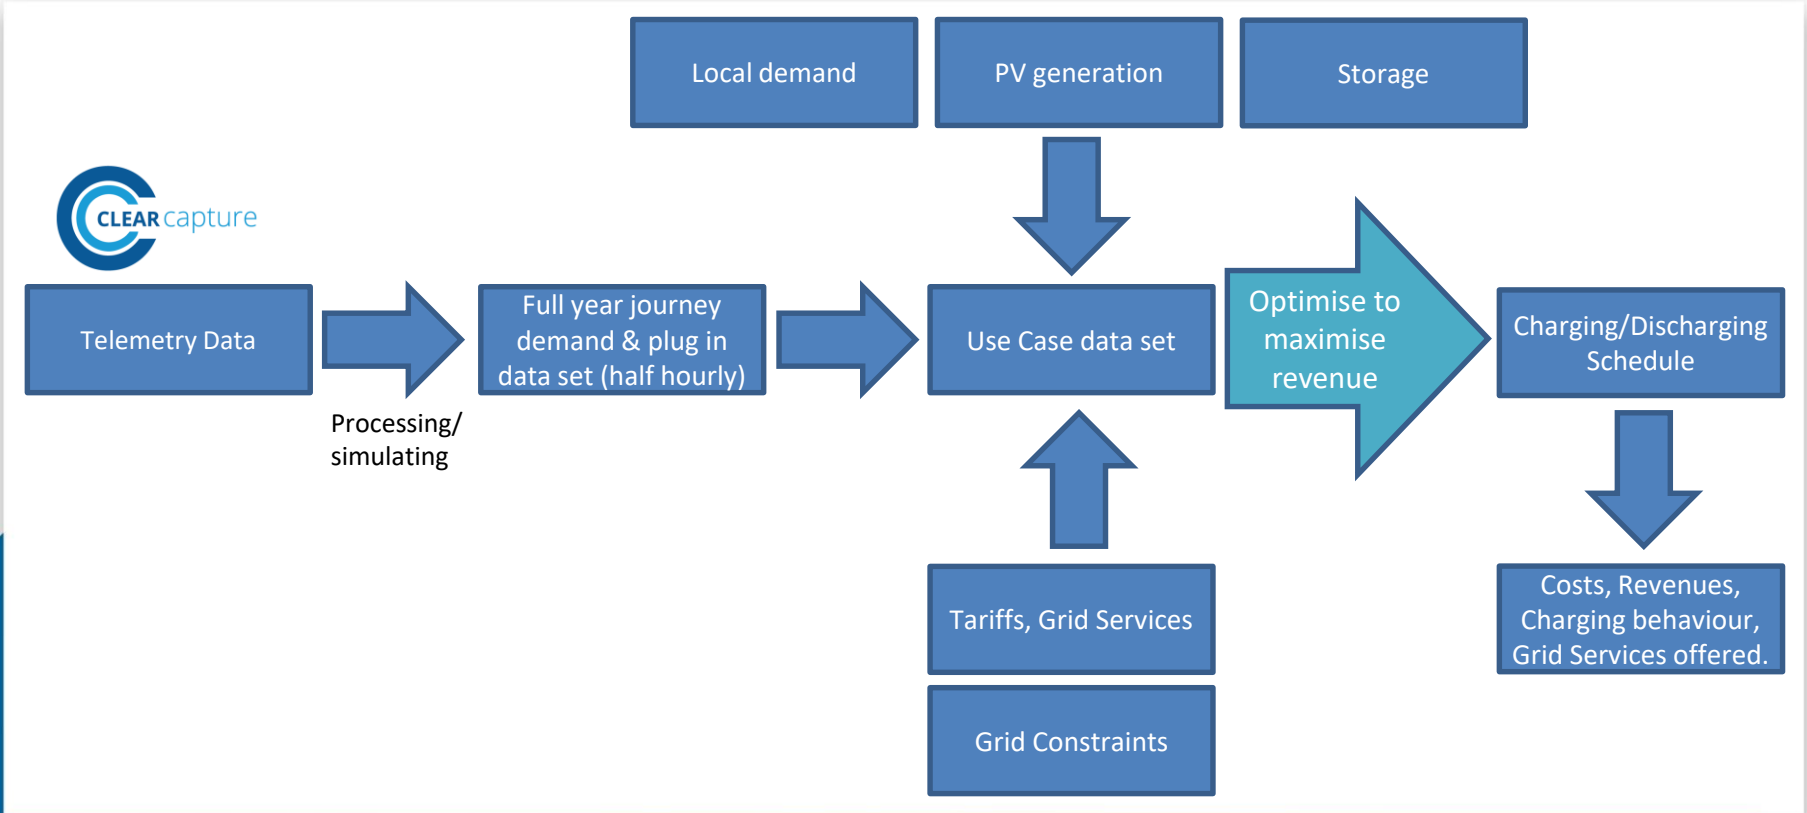 Local demand
PV generation
Storage
CLEAR capture
Telemetry Data
Processing/
simulating
Full year journey
demand & plug in
data set (half hourly)
Use Case data set
Optimise to
maximise
revenue
Charging/Discharging
Schedule
Tariffs, Grid Services
Grid Constraints
Costs, Revenues,
Charging behaviour,
Grid Services offered.